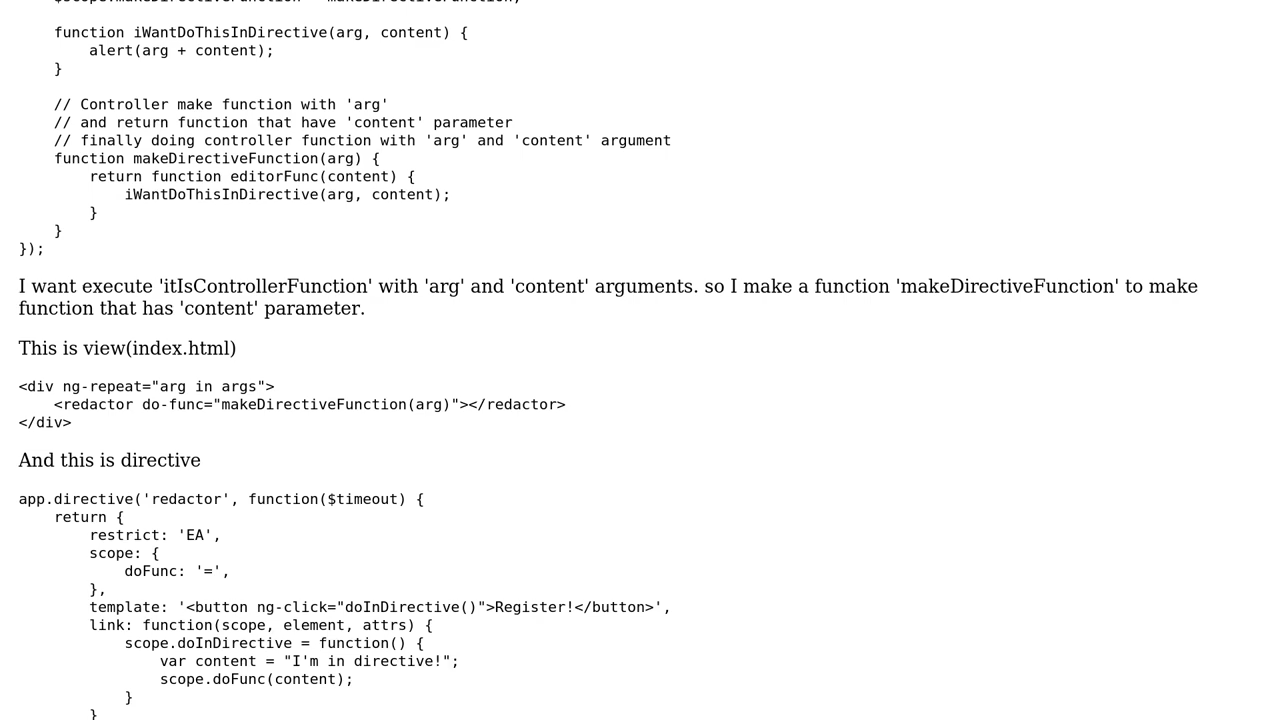 function iWantDoThisInDirective(arg, content) {
        alert(arg + content);
    }
    // Controller make function with 'arg'
    // and return function that have 'content' parameter
    // finally doing controller function with 'arg' and 'content' argument
    function makeDirectiveFunction(arg) {
        return function editorFunc(content) {
            iWantDoThisInDirective(arg, content);
        }
    }
});
I want execute 'itIsControllerFunction' with 'arg' and 'content' arguments. so I make a function 'makeDirectiveFunction' to make
function that has 'content' parameter.
This is view(index.html)
<div ng-repeat="arg in args">
    <redactor do-func="makeDirectiveFunction(arg)"></redactor>
</div>
And this is directive
app.directive('redactor', function($timeout) {
    return {
        restrict: 'EA',
        scope: {
            doFunc: '=',
        },
        template: '<button ng-click="doInDirective()">Register!</button>',
        link: function(scope, element, attrs) {
            scope.doInDirective = function() {
                var content = "I'm in directive!";
                scope.doFunc(content);
            }
        }